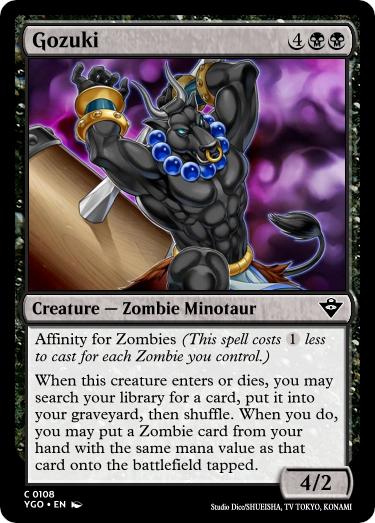 Gozuki 4
Creature — Zombie Minotaur
Affinity for Zombies (This spell costs 1 less
to cast for each Zombie you control.)
When this creature enters or dies, you may
search your library for a card, put it into
your graveyard, then shuffle. When you do,
you may put a Zombie card from your
hand with the same mana value as that
card onto the battlefield tapped.
4/2
C 0108
YGO • EN
Studio Dice/SHUEISHA, TV TOKYO, KONAMI